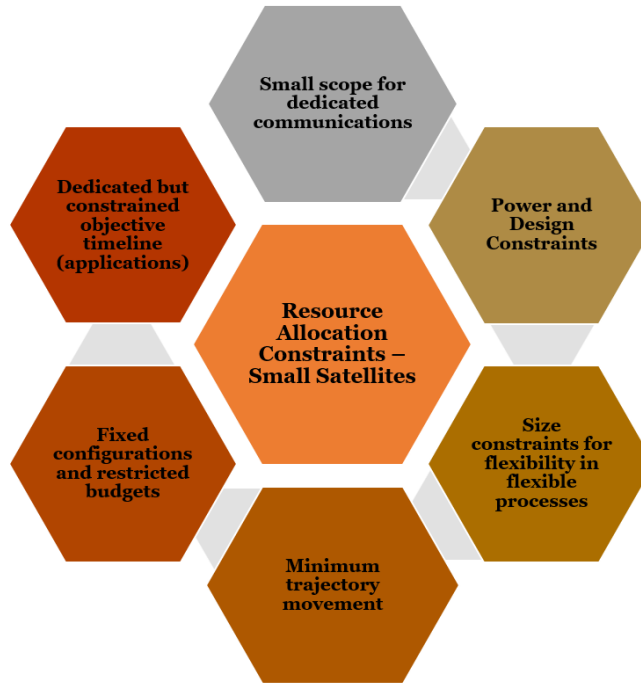 Small scope for
dedicated
communications
Dedicated but
constrained
objective
timeline
(applications)
Power and
Design
Constraints
Resource
Allocation
Constraints –
Small Satellites
Fixed
configurations
and restricted
budgets
Size
constraints for
flexibility in
flexible
processes
Minimum
trajectory
movement